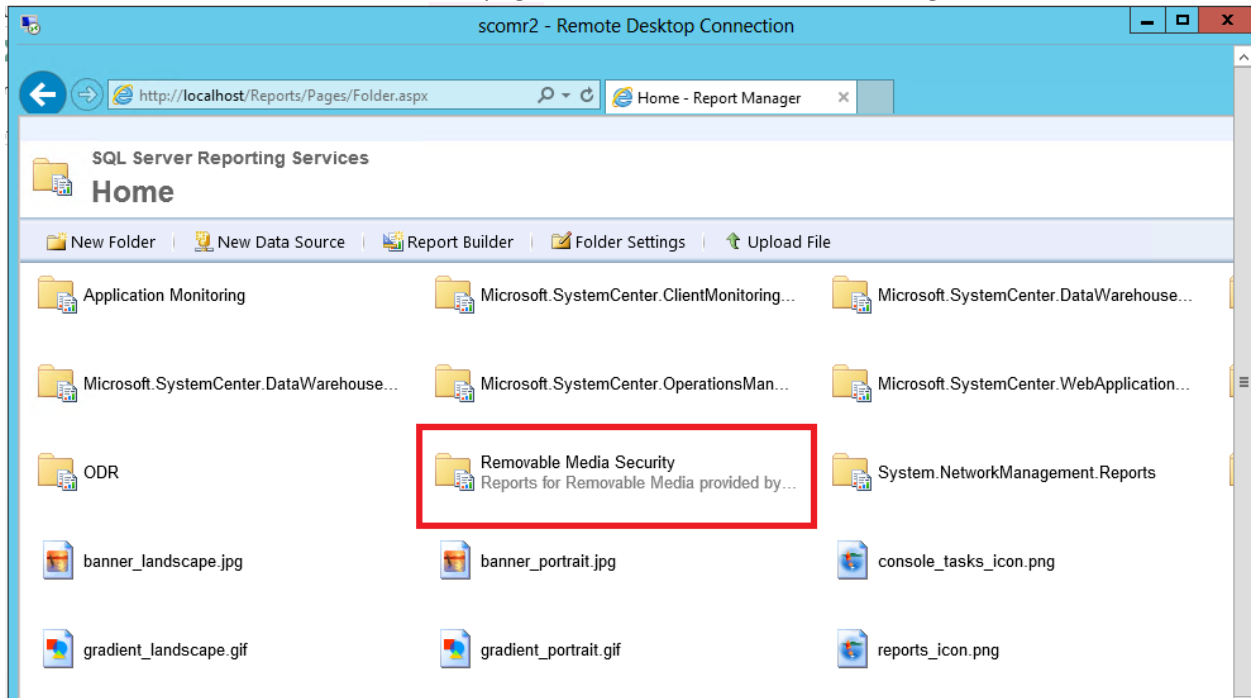 scomr2 - Remote Desktop Connection
http://localhost/Reports/Pages/Folder.aspx
Home - Report Manager
SQL Server Reporting Services
Home
New Folder
New Data Source
Report Builder
Folder Settings
Upload File
Application Monitoring
Microsoft.SystemCenter.ClientMonitoring...
Microsoft.SystemCenter.DataWarehouse...
Microsoft.SystemCenter.DataWarehouse...
Microsoft.SystemCenter.OperationsMan...
Microsoft.SystemCenter.WebApplication...
ODR
Removable Media Security
Reports for Removable Media provided by...
System.NetworkManagement.Reports
banner_landscape.jpg
banner_portrait.jpg
console_tasks_icon.png
gradient_landscape.gif
gradient_portrait.gif
reports_icon.png